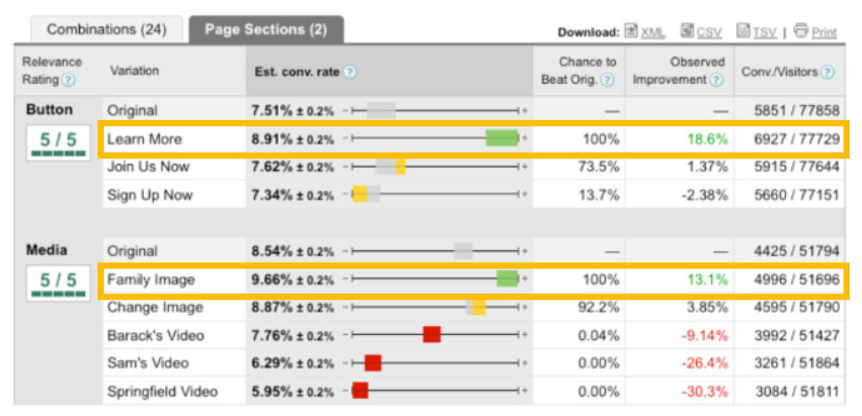 Combinations (24) Page Sections (2) Download: XML CSV TSV | Print
Relevance Rating ? Variation Est. conv. rate ? Chance to Beat Orig. ? Observed Improvement ? Conv./Visitors ?
Button Original 7.51% ± 0.2% – + — — 5851 / 77858
5 / 5 Learn More 8.91% ± 0.2% – + 100% 18.6% 6927 / 77729
Join Us Now 7.62% ± 0.2% – + 73.5% 1.37% 5915 / 77644
Sign Up Now 7.34% ± 0.2% – + 13.7% -2.38% 5660 / 77151
Media Original 8.54% ± 0.2% – + — — 4425 / 51794
5 / 5 Family Image 9.66% ± 0.2% – + 100% 13.1% 4996 / 51696
Change Image 8.87% ± 0.2% – + 92.2% 3.85% 4595 / 51790
Barack's Video 7.76% ± 0.2% – + 0.04% -9.14% 3992 / 51427
Sam's Video 6.29% ± 0.2% – + 0.00% -26.4% 3261 / 51864
Springfield Video 5.95% ± 0.2% – + 0.00% -30.3% 3084 / 51811